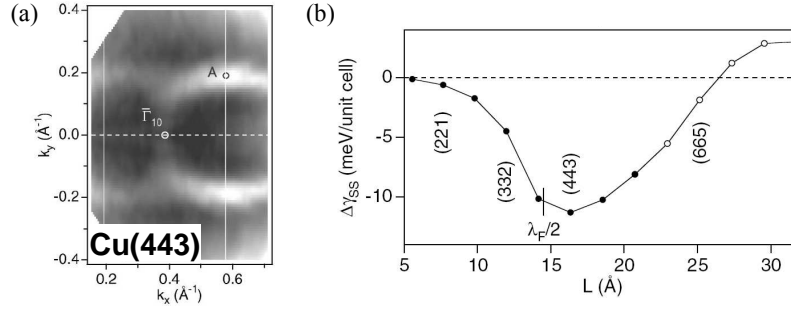 (a)
0.4
0.2
0.0
-0.2
-0.4
k_y (Å⁻¹)
A
Γ̄₁₀
Cu(443)
0.2 0.4 0.6
k_x (Å⁻¹)
(b)
0
-5
-10
Δγ_SS (meV/unit cell)
(221)
(332)
(443)
(665)
λ_F/2
5 10 15 20 25 30
L (Å)